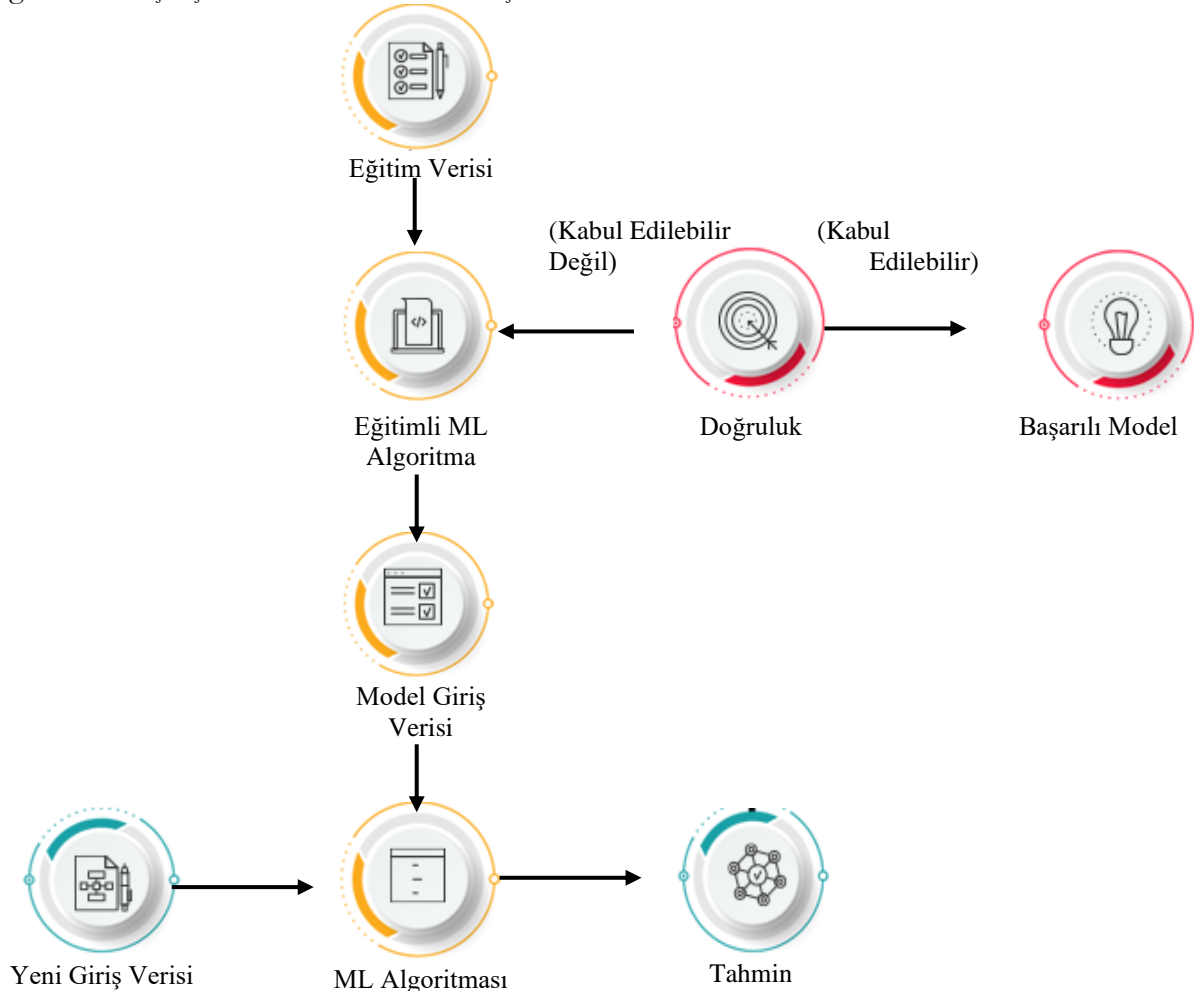 Eğitim Verisi
(Kabul Edilebilir
Değil)
(Kabul
Edilebilir)
Eğitimli ML
Algoritma
Doğruluk
Başarılı Model
Model Giriş
Verisi
Yeni Giriş Verisi
ML Algoritması
Tahmin